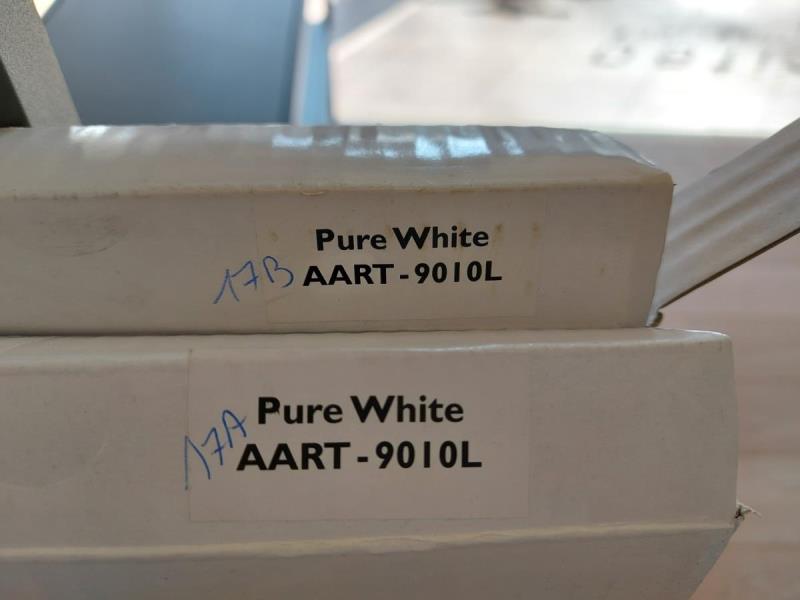 Pure White
17B AART-9010L
Pure White
17A AART-9010L